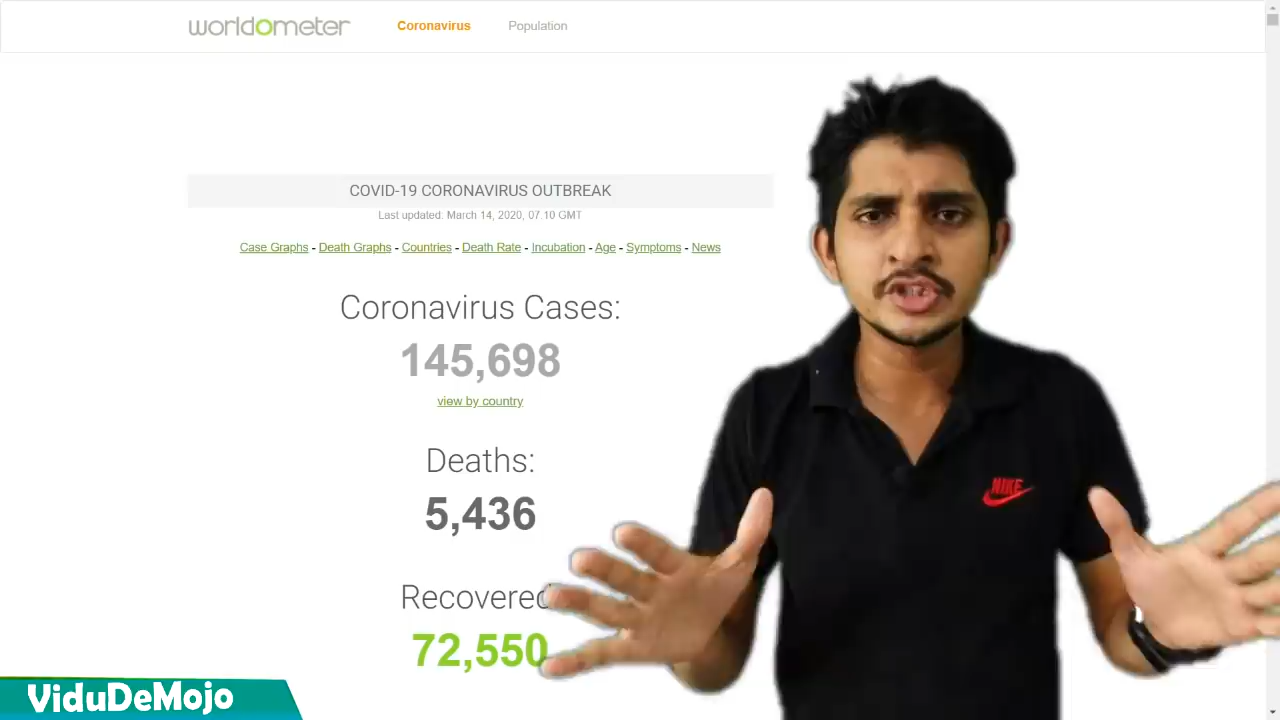 worldometer
Coronavirus
Population
COVID-19 CORONAVIRUS OUTBREAK
Last updated: March 14, 2020, 07.10 GMT
Case Graphs - Death Graphs - Countries - Death Rate - Incubation - Age - Symptoms - News
Coronavirus Cases:
145,698
view by country
Deaths:
5,436
Recovered
72,550
NIKE
ViduDeMojo